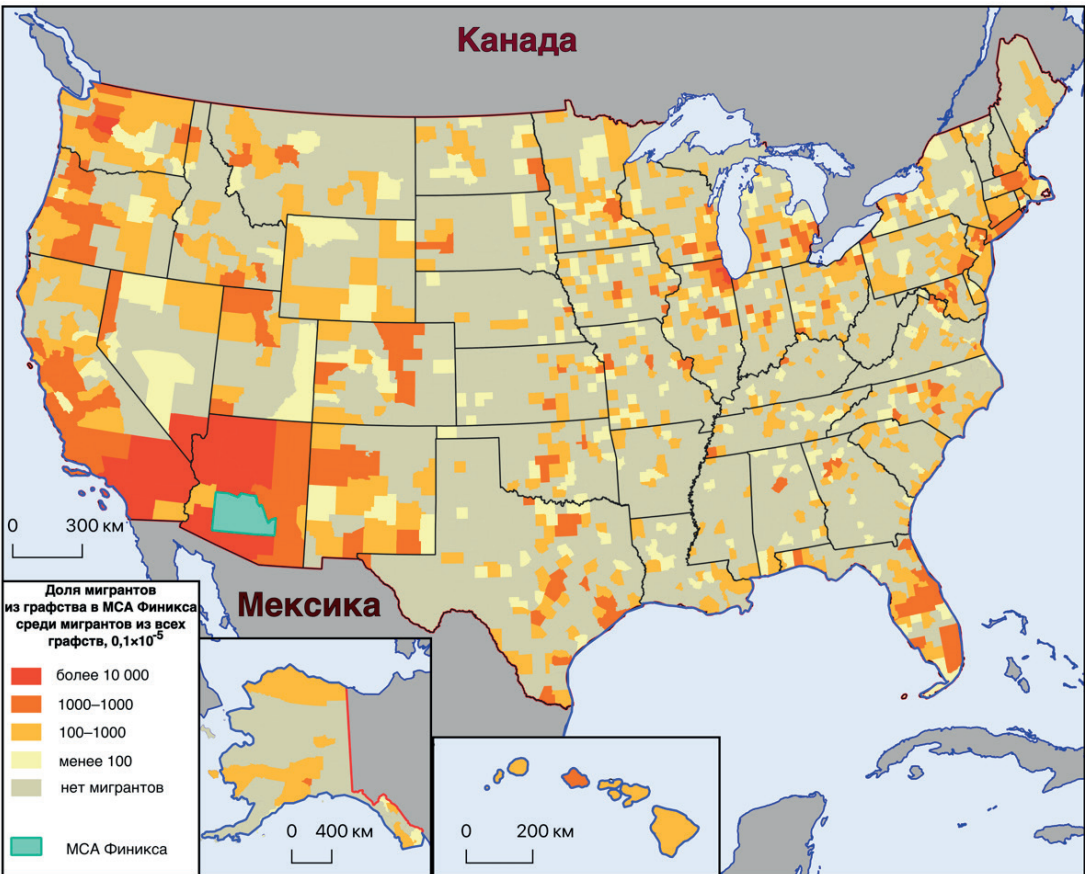 Канада
0 300 км
Мексика
Доля мигрантов
из графства в МСА Финикса
среди мигрантов из всех
графств, 0,1×10⁻⁵
более 10 000
1000–1000
100–1000
менее 100
нет мигрантов
МСА Финикса
0 400 км
0 200 км